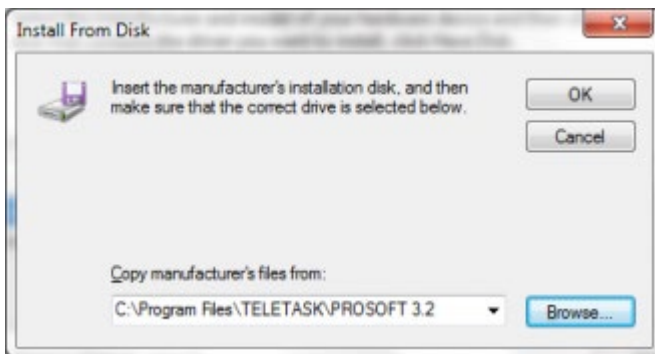 Install From Disk
Insert the manufacturer's installation disk, and then
make sure that the correct drive is selected below.
OK
Cancel
Copy manufacturer's files from:
C:\Program Files\TELETASK\PROSOFT 3.2
Browse...